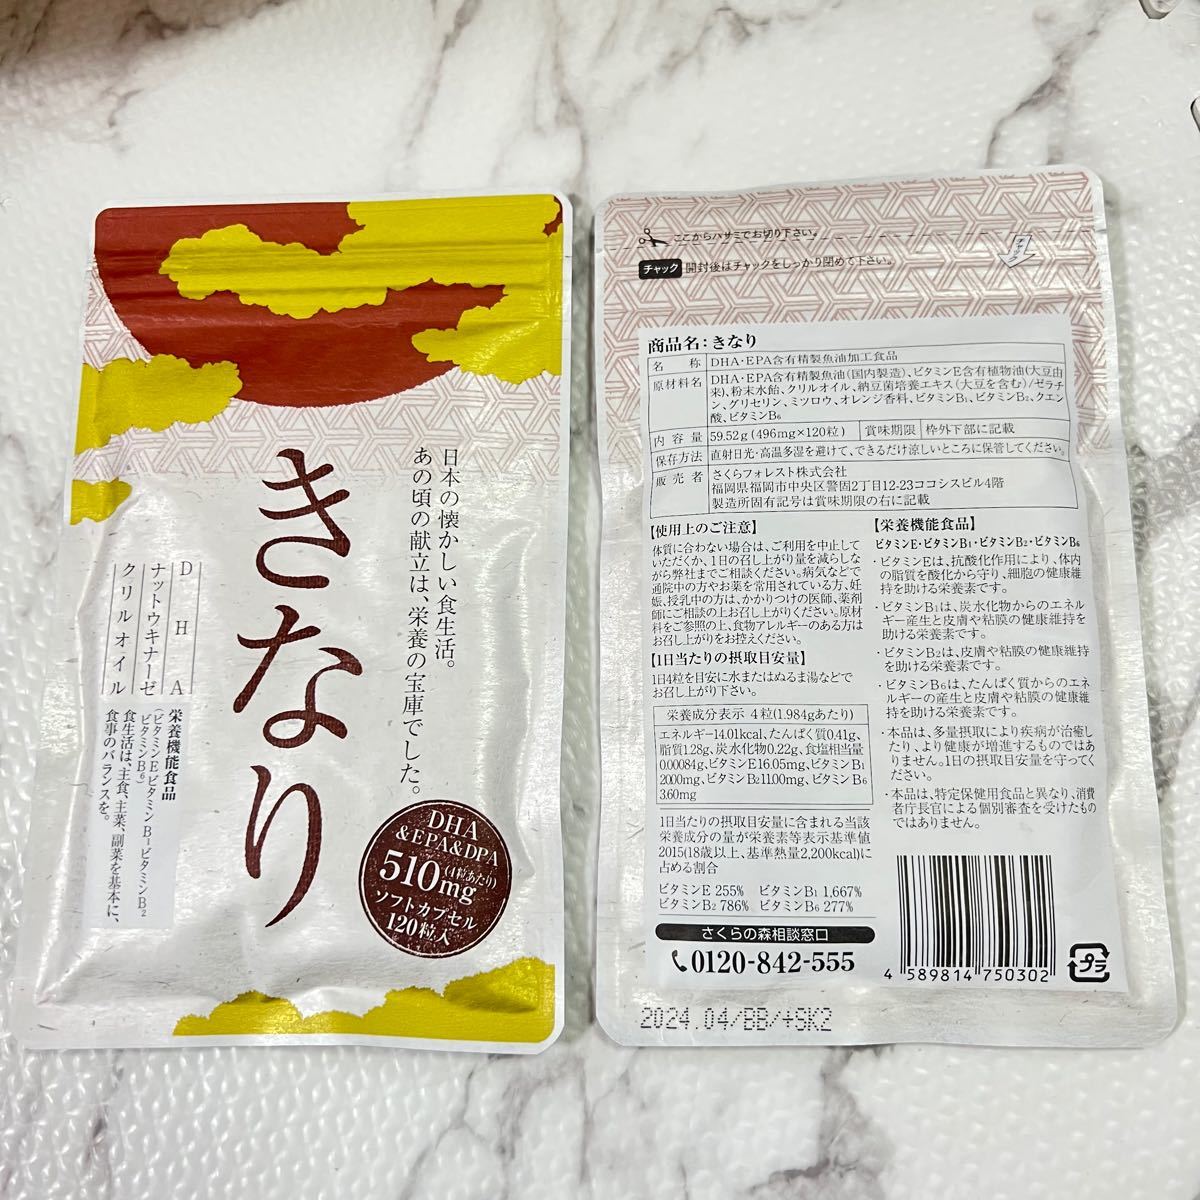 日本の懐かしい食生活。
あの頃の献立は、栄養の宝庫でした。
きなり
DHA
ナットウキナーゼ
クリルオイル
栄養機能食品
(ビタミンE・ビタミンB1・ビタミンB2
ビタミンB6)
食生活は、主食、主菜、副菜を基本に、
食事のバランスを。
DHA
&EPA&DPA
(4粒あたり)
510mg
ソフトカプセル
120粒入
ここからハサミでお切り下さい。
チャック
チャック 開封後はチャックをしっかり閉めて下さい。
商品名:きなり
名称 DHA・EPA含有精製魚油加工食品
原材料名 DHA・EPA含有精製魚油(国内製造)、ビタミンE含有植物油(大豆由
来)、粉末水飴、クリルオイル、納豆菌培養エキス(大豆を含む)/ゼラチ
ン、グリセリン、ミツロウ、オレンジ香料、ビタミンB1、ビタミンB2、クエン
酸、ビタミンB6
内容量 59.52g(496mg×120粒) 賞味期限 枠外下部に記載
保存方法 直射日光・高温多湿を避けて、できるだけ涼しいところに保管してください。
販売者 さくらフォレスト株式会社
福岡県福岡市中央区警固2丁目12-23ココシスビル4階
製造所固有記号は賞味期限の右に記載
【使用上のご注意】
体質に合わない場合は、ご利用を中止して
いただくか、1日の召し上がり量を減らしな
がら弊社までご相談ください。病気などで
通院中の方やお薬を常用されている方、妊
娠、授乳中の方は、かかりつけの医師、薬剤
師にご相談の上お召し上がりください。原材
料をご参照の上、食物アレルギーのある方は
お召し上がりをお控えください。
【1日当たりの摂取目安量】
1日4粒を目安に水またはぬるま湯などで
お召し上がり下さい。
栄養成分表示 4粒(1.984gあたり)
エネルギー14.01kcal、たんぱく質0.41g、
脂質1.28g、炭水化物0.22g、食塩相当量
0.00084g、ビタミンE16.05mg、ビタミンB1
20.00mg、ビタミンB2 11.00mg、ビタミンB6
3.60mg
1日当たりの摂取目安量に含まれる当該
栄養成分の量が栄養素等表示基準値
2015(18歳以上、基準熱量2,200kcal)に
占める割合
ビタミンE 255% ビタミンB1 1,667%
ビタミンB2 786% ビタミンB6 277%
さくらの森相談窓口
0120-842-555
【栄養機能食品】
ビタミンE・ビタミンB1・ビタミンB2・ビタミンB6
・ビタミンEは、抗酸化作用により、体内
の脂質を酸化から守り、細胞の健康維
持を助ける栄養素です。
・ビタミンB1は、炭水化物からのエネル
ギー産生と皮膚や粘膜の健康維持を
助ける栄養素です。
・ビタミンB2は、皮膚や粘膜の健康維持
を助ける栄養素です。
・ビタミンB6は、たんぱく質からのエネ
ルギーの産生と皮膚や粘膜の健康維
持を助ける栄養素です。
・本品は、多量摂取により疾病が治癒し
たり、より健康が増進するものではあ
りません。1日の摂取目安量を守ってく
ださい。
・本品は、特定保健用食品と異なり、消費
者庁長官による個別審査を受けたもの
ではありません。
4 589814 750302
プラ
2024.04/BB/+SK2